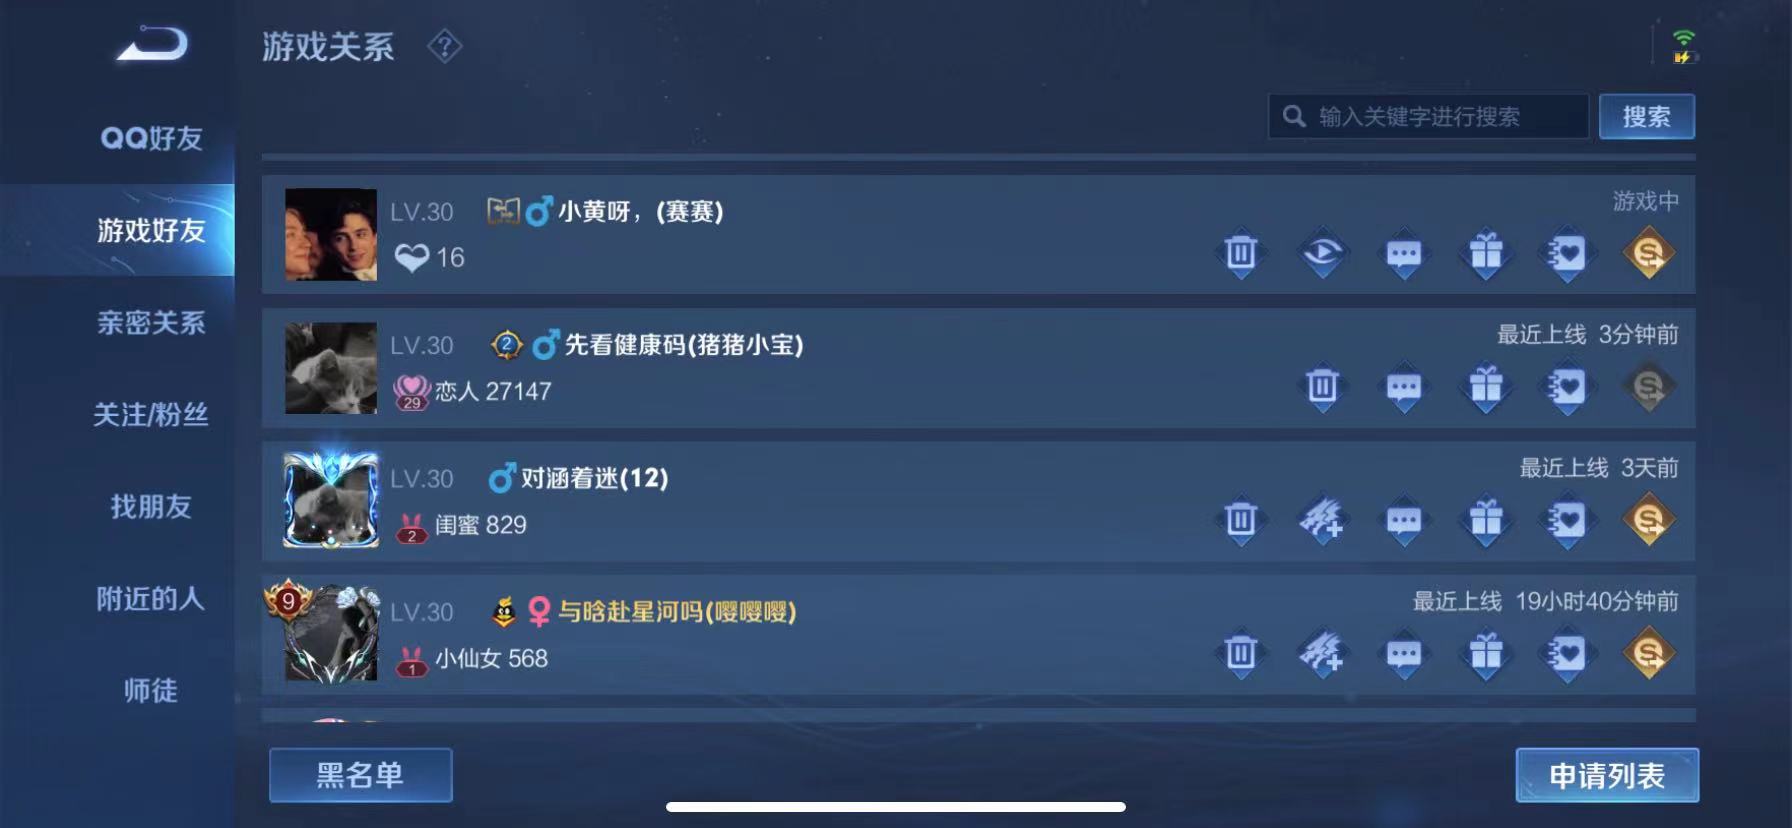 游戏关系 ?
输入关键字进行搜索 搜索
QQ好友
游戏好友
亲密关系
关注/粉丝
找朋友
附近的人
师徒
LV.30 小黄呀，(赛赛) 游戏中
16
LV.30 2 先看健康码(猪猪小宝) 最近上线 3分钟前
29 恋人 27147
LV.30 对涵着迷(12) 最近上线 3天前
2 闺蜜 829
9 LV.30 与晗赴星河吗(嘤嘤嘤) 最近上线 19小时40分钟前
1 小仙女 568
黑名单 申请列表